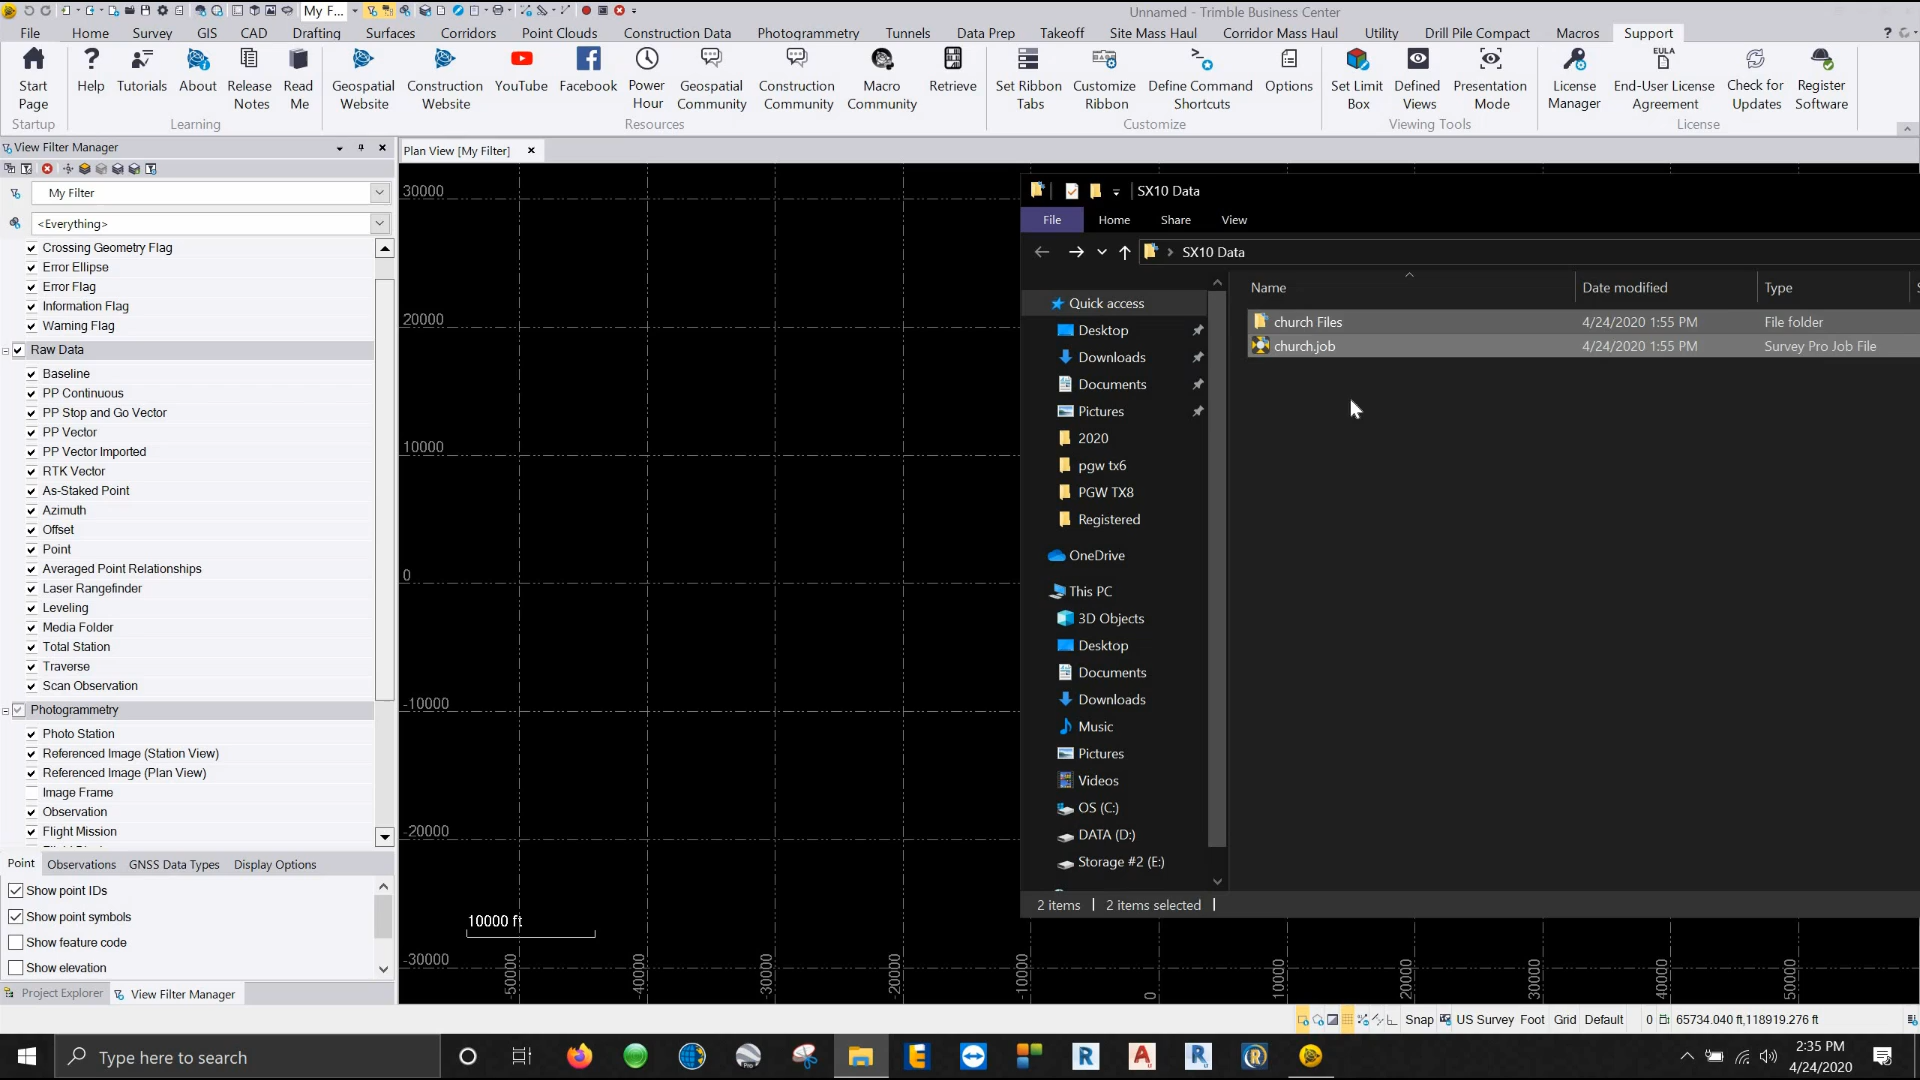 My F...
Unnamed - Trimble Business Center
File Home Survey GIS CAD Drafting Surfaces Corridors Point Clouds Construction Data Photogrammetry Tunnels Data Prep Takeoff Site Mass Haul Corridor Mass Haul Utility Drill Pile Compact Macros Support
Start Page
Help
Tutorials
About
Release Notes
Read Me
Geospatial Website
Construction Website
YouTube
Facebook
Power Hour
Geospatial Community
Construction Community
Macro Community
Retrieve
Set Ribbon Tabs
Customize Ribbon
Define Command Shortcuts
Options
Set Limit Box
Defined Views
Presentation Mode
License Manager
EULA
End-User License Agreement
Check for Updates
Register Software
Startup Learning Resources Customize Viewing Tools License
View Filter Manager
My Filter
<Everything>
Crossing Geometry Flag
Error Ellipse
Error Flag
Information Flag
Warning Flag
Raw Data
Baseline
PP Continuous
PP Stop and Go Vector
PP Vector
PP Vector Imported
RTK Vector
As-Staked Point
Azimuth
Offset
Point
Averaged Point Relationships
Laser Rangefinder
Leveling
Media Folder
Total Station
Traverse
Scan Observation
Photogrammetry
Photo Station
Referenced Image (Station View)
Referenced Image (Plan View)
Image Frame
Observation
Flight Mission
Point Observations GNSS Data Types Display Options
Show point IDs
Show point symbols
Show feature code
Show elevation
Project Explorer View Filter Manager
Plan View [My Filter]
30000
20000
10000
0
-10000
-20000
-30000
10000 ft
-50000 -40000 -30000 -20000 -10000 0 10000 20000 30000 40000 50000
SX10 Data
File Home Share View
SX10 Data
Name Date modified Type
church Files 4/24/2020 1:55 PM File folder
church.job 4/24/2020 1:55 PM Survey Pro Job File
Quick access
Desktop
Downloads
Documents
Pictures
2020
pgw tx6
PGW TX8
Registered
OneDrive
This PC
3D Objects
Desktop
Documents
Downloads
Music
Pictures
Videos
OS (C:)
DATA (D:)
Storage #2 (E:)
2 items 2 items selected
Snap US Survey Foot Grid Default 0 65734.040 ft,118919.276 ft
Type here to search
2:35 PM
4/24/2020